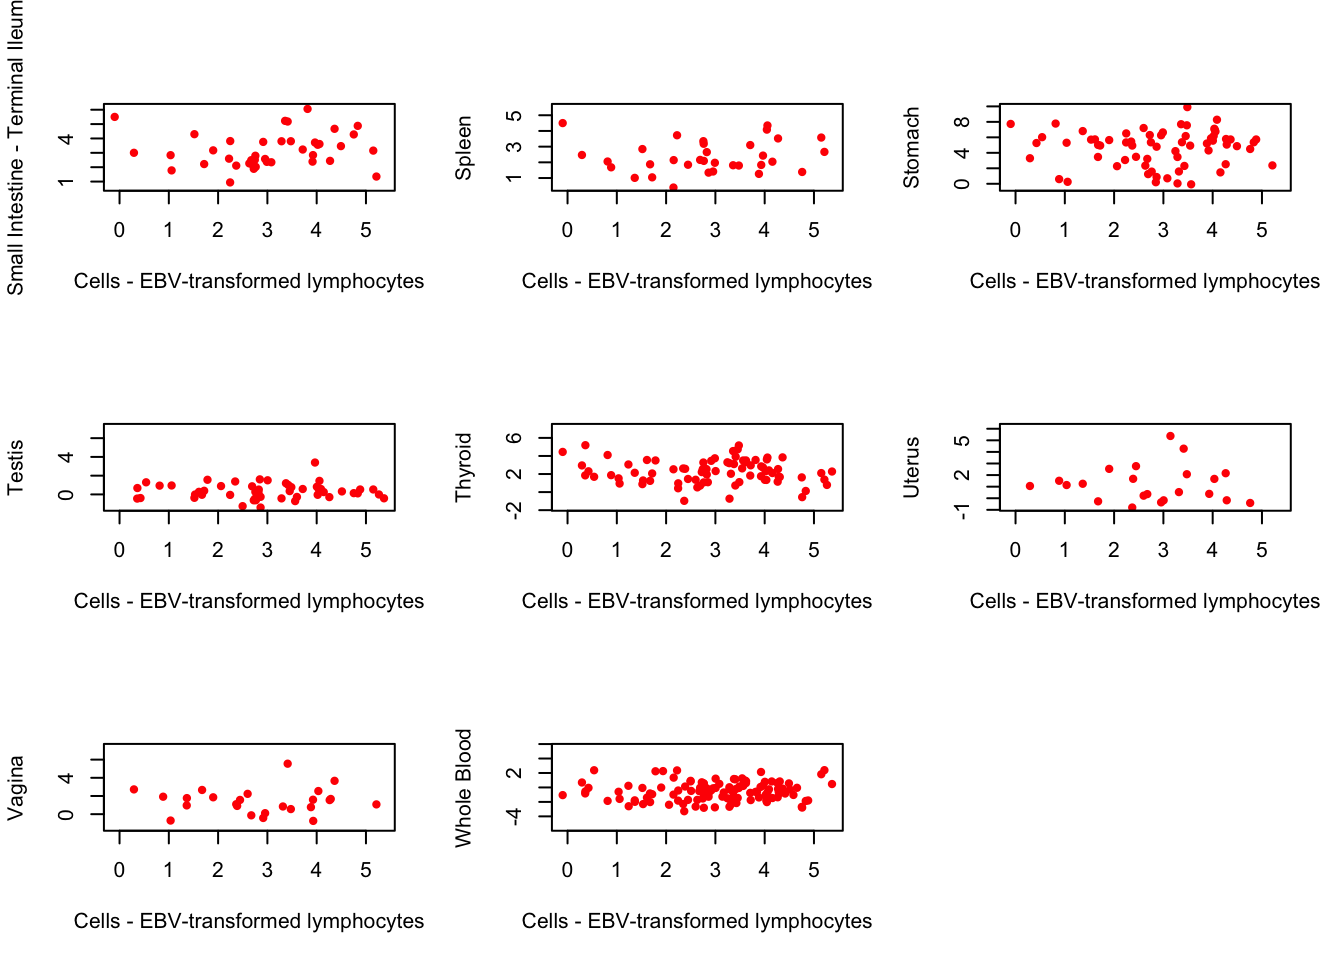 Small Intestine - Terminal Ileum
1 4
0 1 2 3 4 5
Cells - EBV-transformed lymphocytes
Spleen
1 3 5
0 1 2 3 4 5
Cells - EBV-transformed lymphocytes
Stomach
0 4 8
0 1 2 3 4 5
Cells - EBV-transformed lymphocytes
Testis
0 4
0 1 2 3 4 5
Cells - EBV-transformed lymphocytes
Thyroid
-2 2 6
0 1 2 3 4 5
Cells - EBV-transformed lymphocytes
Uterus
-1 2 5
0 1 2 3 4 5
Cells - EBV-transformed lymphocytes
Vagina
0 4
0 1 2 3 4 5
Cells - EBV-transformed lymphocytes
Whole Blood
-4 2
0 1 2 3 4 5
Cells - EBV-transformed lymphocytes